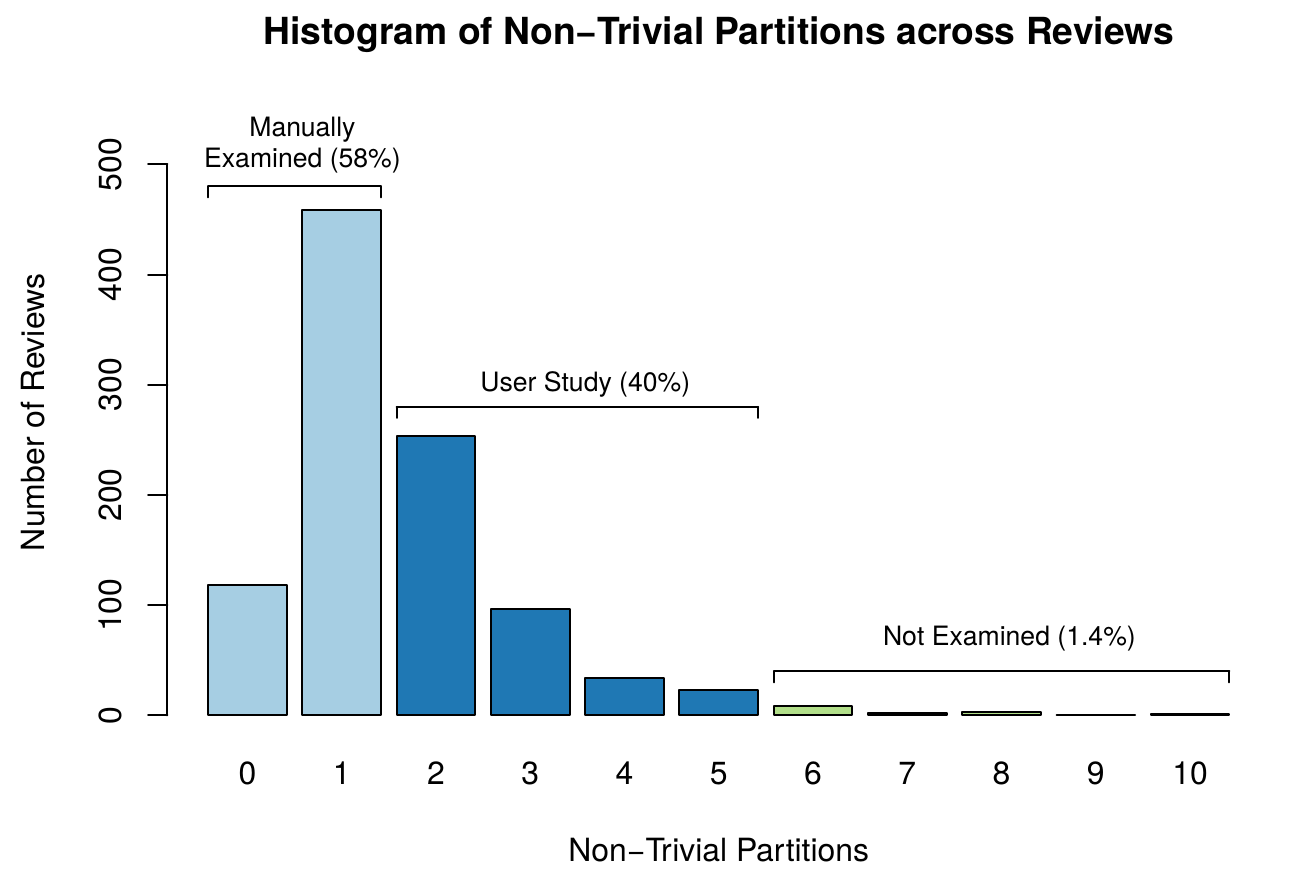 Histogram of Non−Trivial Partitions across Reviews
Manually
Examined (58%)
User Study (40%)
Not Examined (1.4%)
Number of Reviews
500
400
300
200
100
0
0 1 2 3 4 5 6 7 8 9 10
Non−Trivial Partitions